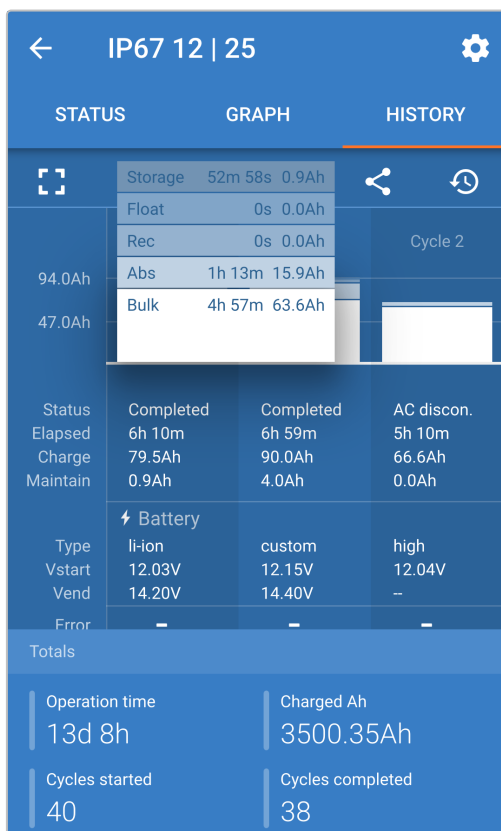 IP67 12 | 25
STATUS GRAPH HISTORY
Storage 52m 58s 0.9Ah
Float 0s 0.0Ah
Rec 0s 0.0Ah
Abs 1h 13m 15.9Ah
Bulk 4h 57m 63.6Ah
Cycle 2
94.0Ah
47.0Ah
Status Completed Completed AC discon.
Elapsed 6h 10m 6h 59m 5h 10m
Charge 79.5Ah 90.0Ah 66.6Ah
Maintain 0.9Ah 4.0Ah 0.0Ah
Battery
Type li-ion custom high
Vstart 12.03V 12.15V 12.04V
Vend 14.20V 14.40V --
Error – – –
Totals
Operation time Charged Ah
13d 8h 3500.35Ah
Cycles started Cycles completed
40 38